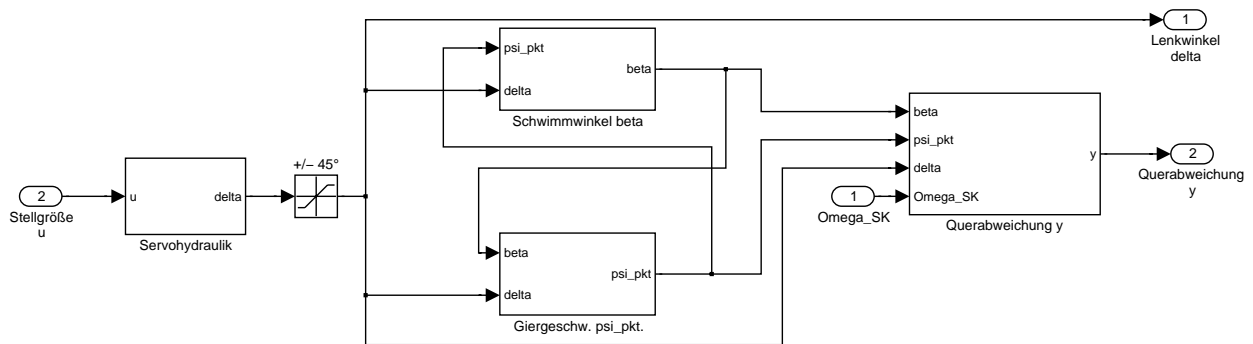 1
Lenkwinkel
delta
psi_pkt
beta
delta
Schwimmwinkel beta
beta
psi_pkt
y
delta
Omega_SK
Querabweichung y
2
Querabweichung
y
+/− 45°
2
Stellgröße
u
u
delta
Servohydraulik
1
Omega_SK
beta
psi_pkt
delta
Giergeschw. psi_pkt.